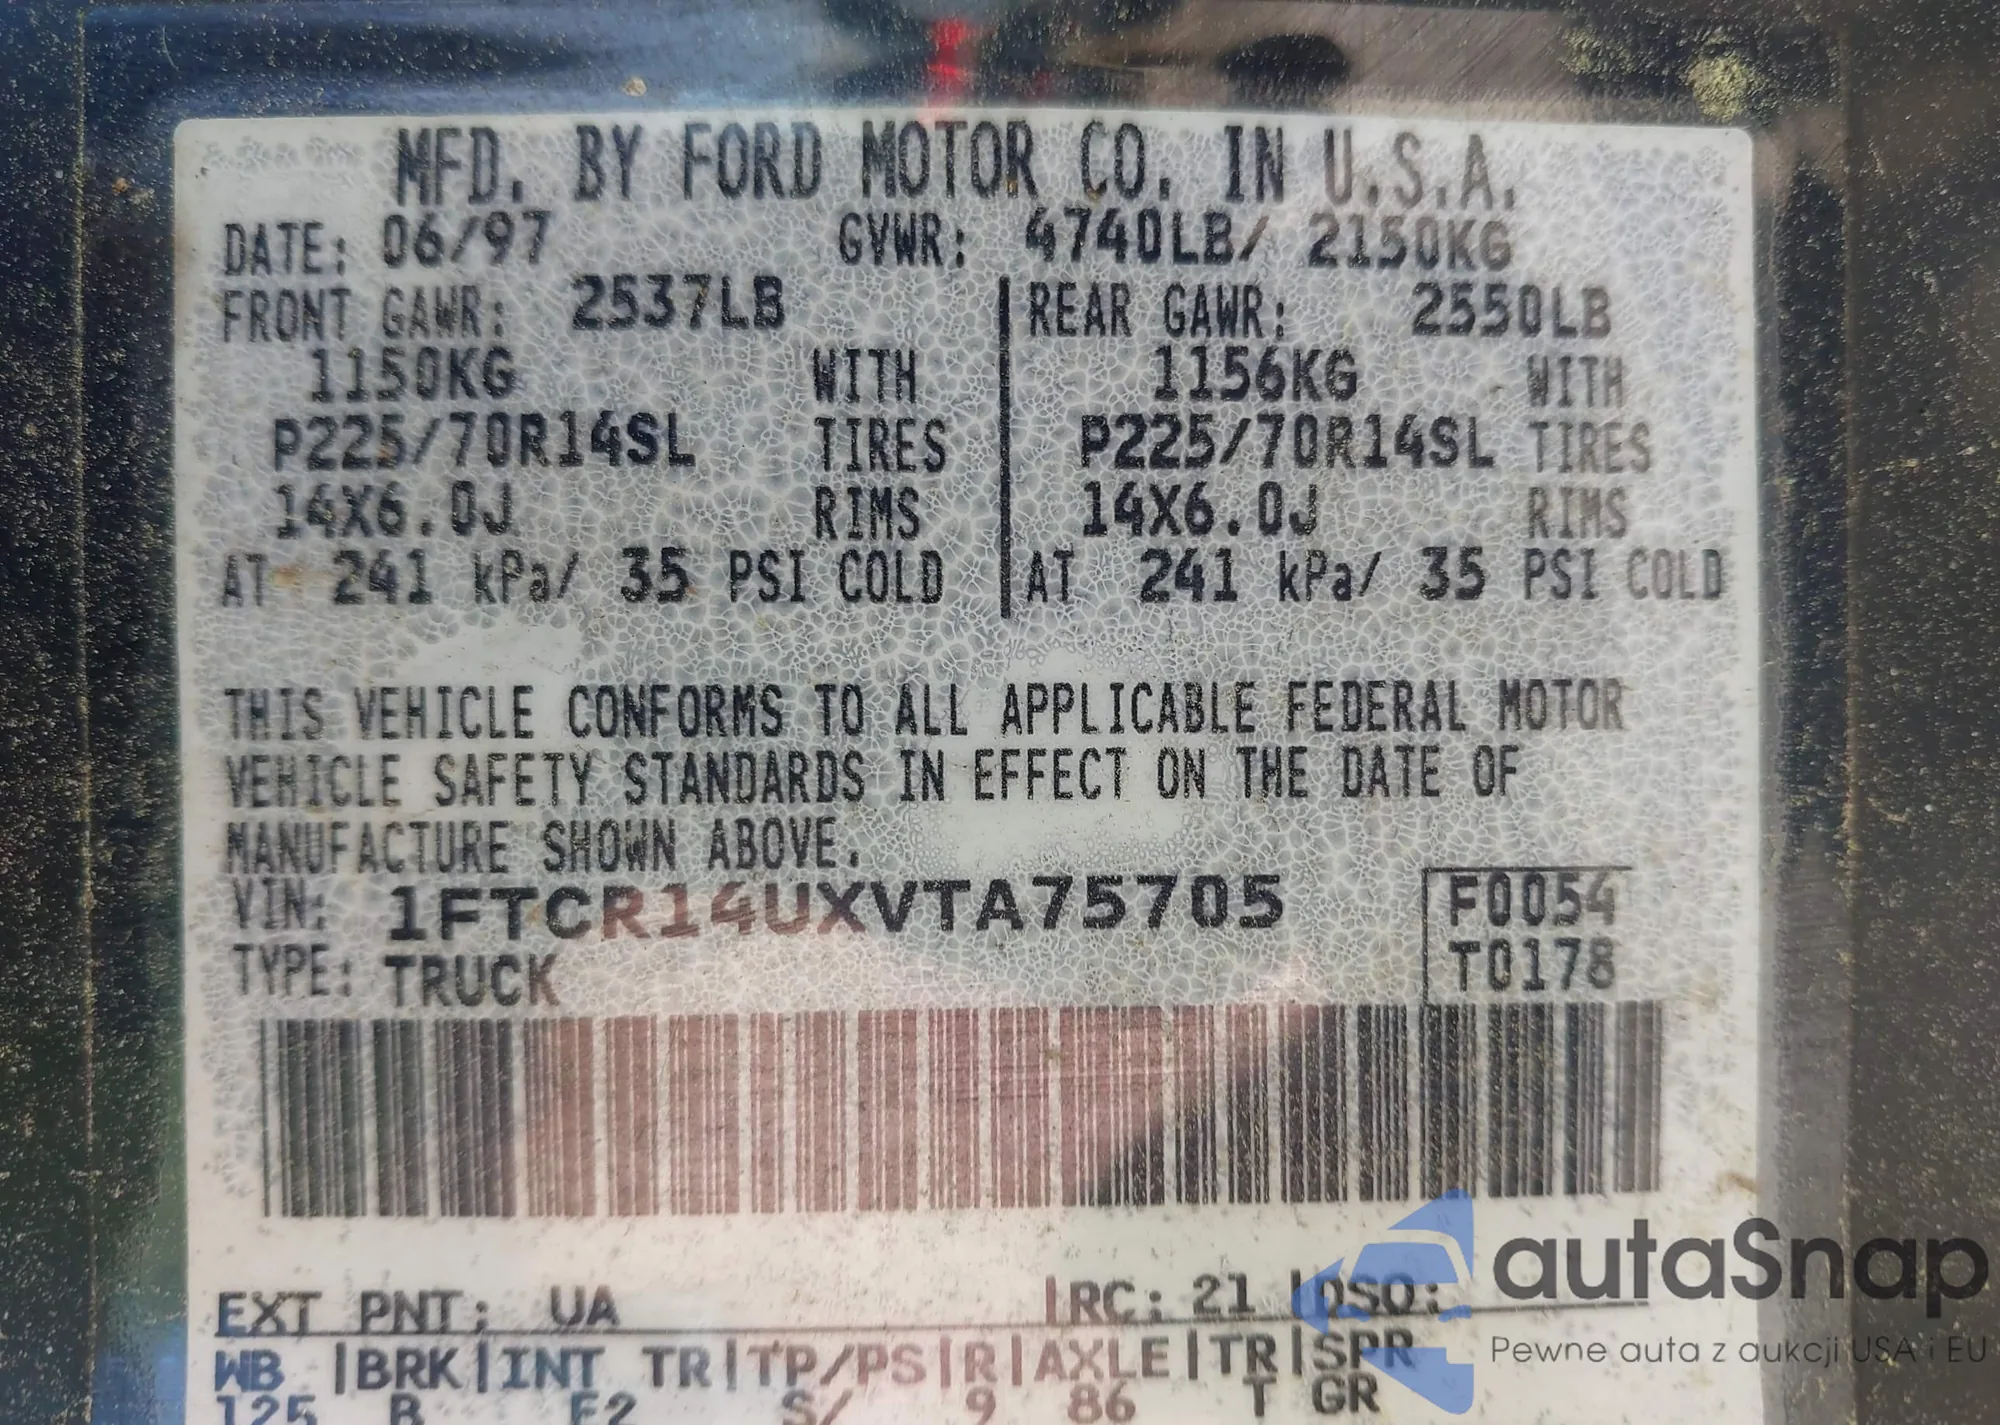 MFD. BY FORD MOTOR CO. IN U.S.A.
DATE: 06/97 GVWR: 4740LB/ 2150KG
FRONT GAWR: 2537LB REAR GAWR: 2550LB
1150KG WITH 1156KG WITH
P225/70R14SL TIRES P225/70R14SL TIRES
14X6.0J RIMS 14X6.0J RIMS
AT 241 kPa/ 35 PSI COLD AT 241 kPa/ 35 PSI COLD
THIS VEHICLE CONFORMS TO ALL APPLICABLE FEDERAL MOTOR
VEHICLE SAFETY STANDARDS IN EFFECT ON THE DATE OF
MANUFACTURE SHOWN ABOVE.
VIN: 1FTCR14UXVTA75705 F0054
TYPE: TRUCK T0178
EXT PNT: UA RC: 21 DSO:
WB BRK INT TR TP/PS R AXLE TR SPR
125 B F2 S/ 9 86 T GR
autaSnap
Pewne auta z aukcji USA i EU